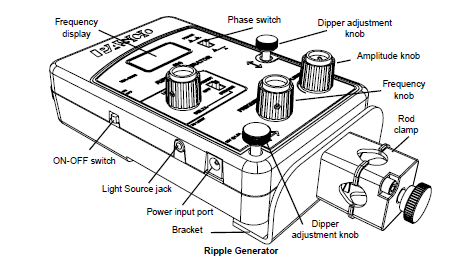 Phase switch
Frequency
display
Dipper adjustment
knob
Amplitude knob
Frequency
knob
Rod
clamp
ON-OFF switch
Light Source jack
Power input port
Bracket
Dipper
adjustment knob
Ripple Generator